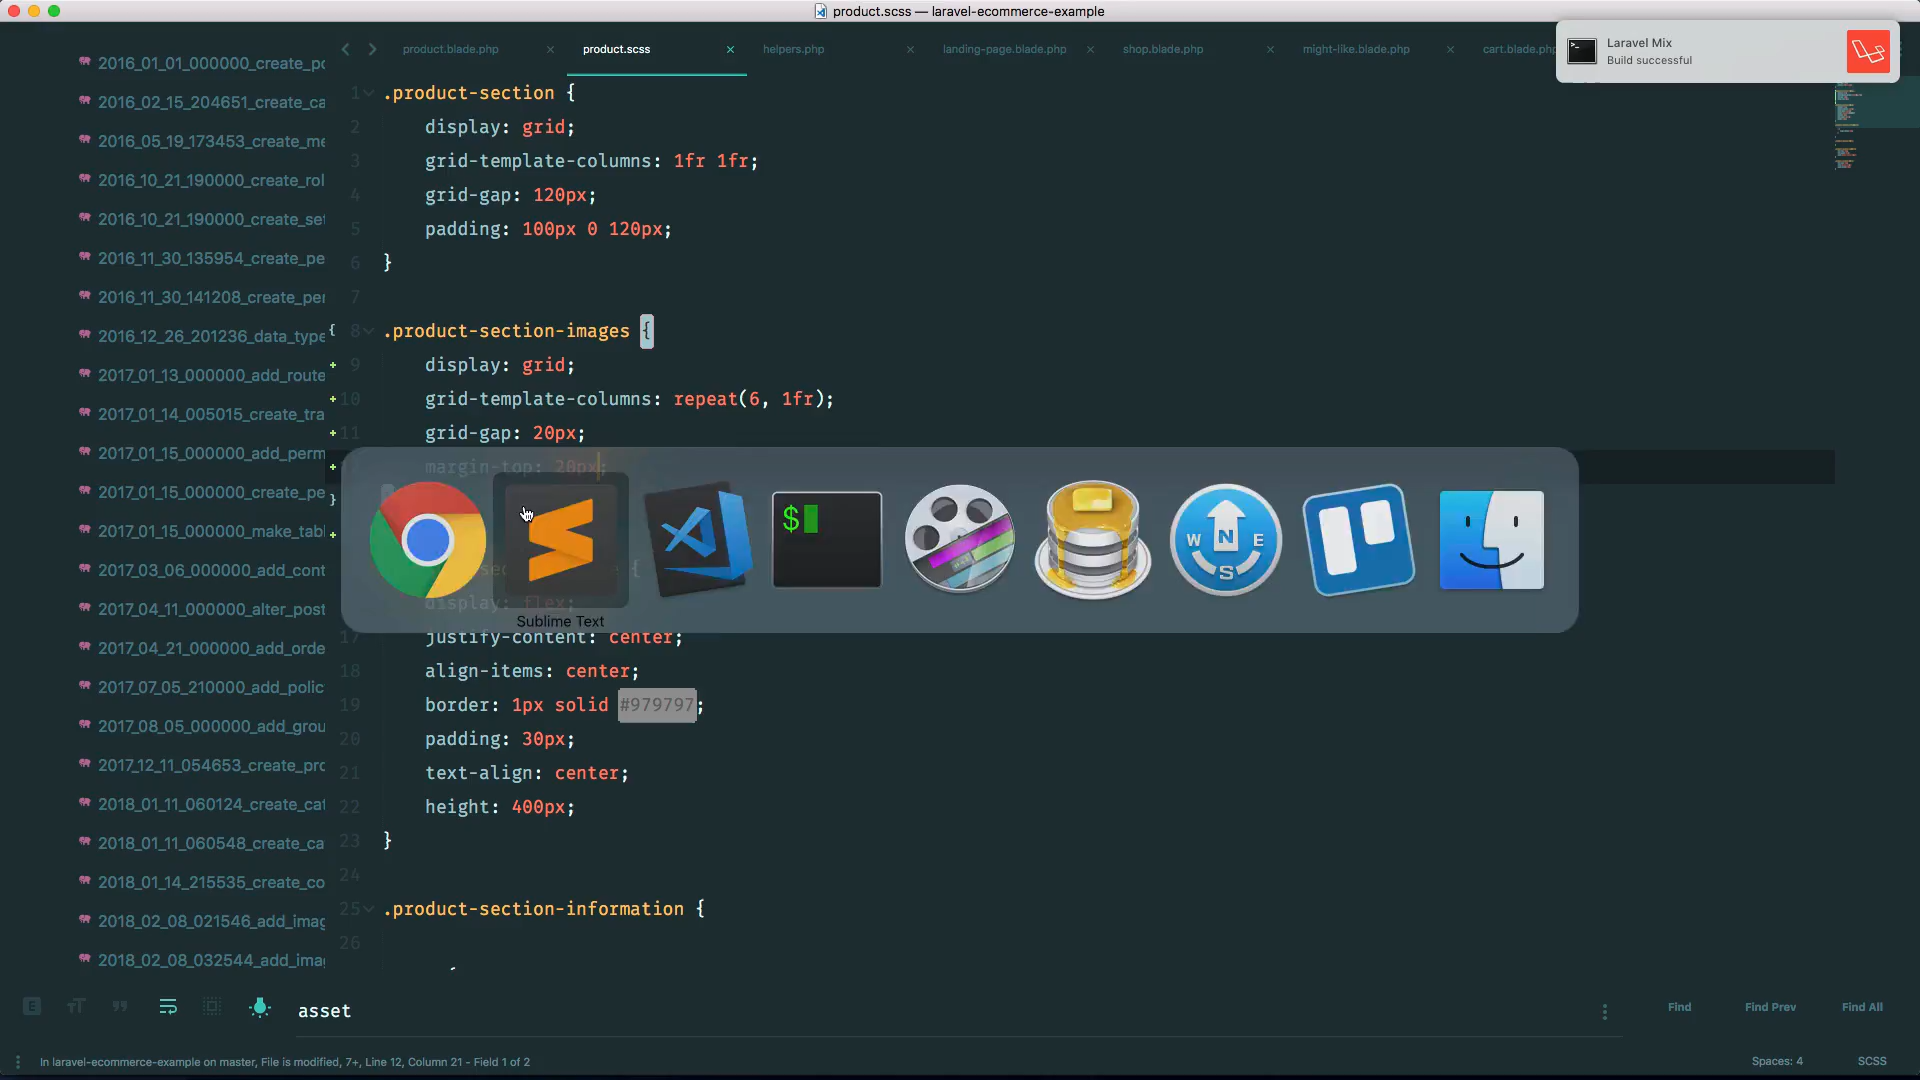 product.scss — laravel-ecommerce-example
product.blade.php
product.scss
helpers.php
landing-page.blade.php
shop.blade.php
might-like.blade.php
cart.blade.php
Laravel Mix
Build successful
2016_01_01_000000_create_po
2016_02_15_204651_create_ca
2016_05_19_173453_create_me
2016_10_21_190000_create_rol
2016_10_21_190000_create_set
2016_11_30_135954_create_pe
2016_11_30_141208_create_per
2016_12_26_201236_data_type
2017_01_13_000000_add_route
2017_01_14_005015_create_tra
2017_01_15_000000_add_perm
2017_01_15_000000_create_pe
2017_01_15_000000_make_tabl
2017_03_06_000000_add_cont
2017_04_11_000000_alter_post
2017_04_21_000000_add_orde
2017_07_05_210000_add_polic
2017_08_05_000000_add_grou
2017_12_11_054653_create_pro
2018_01_11_060124_create_cat
2018_01_11_060548_create_ca
2018_01_14_215535_create_co
2018_02_08_021546_add_imag
2018_02_08_032544_add_imag
1 .product-section {
2 display: grid;
3 grid-template-columns: 1fr 1fr;
4 grid-gap: 120px;
5 padding: 100px 0 120px;
6 }
7
8 .product-section-images {
9 display: grid;
10 grid-template-columns: repeat(6, 1fr);
11 grid-gap: 20px;
margin-top: 20px;
$
W N E
S
display: flex;
Sublime Text
17 justify-content: center;
18 align-items: center;
19 border: 1px solid #979797;
20 padding: 30px;
21 text-align: center;
22 height: 400px;
23 }
24
25 .product-section-information {
26
asset
Find
Find Prev
Find All
In laravel-ecommerce-example on master, File is modified, 7+, Line 12, Column 21 - Field 1 of 2
Spaces: 4
SCSS